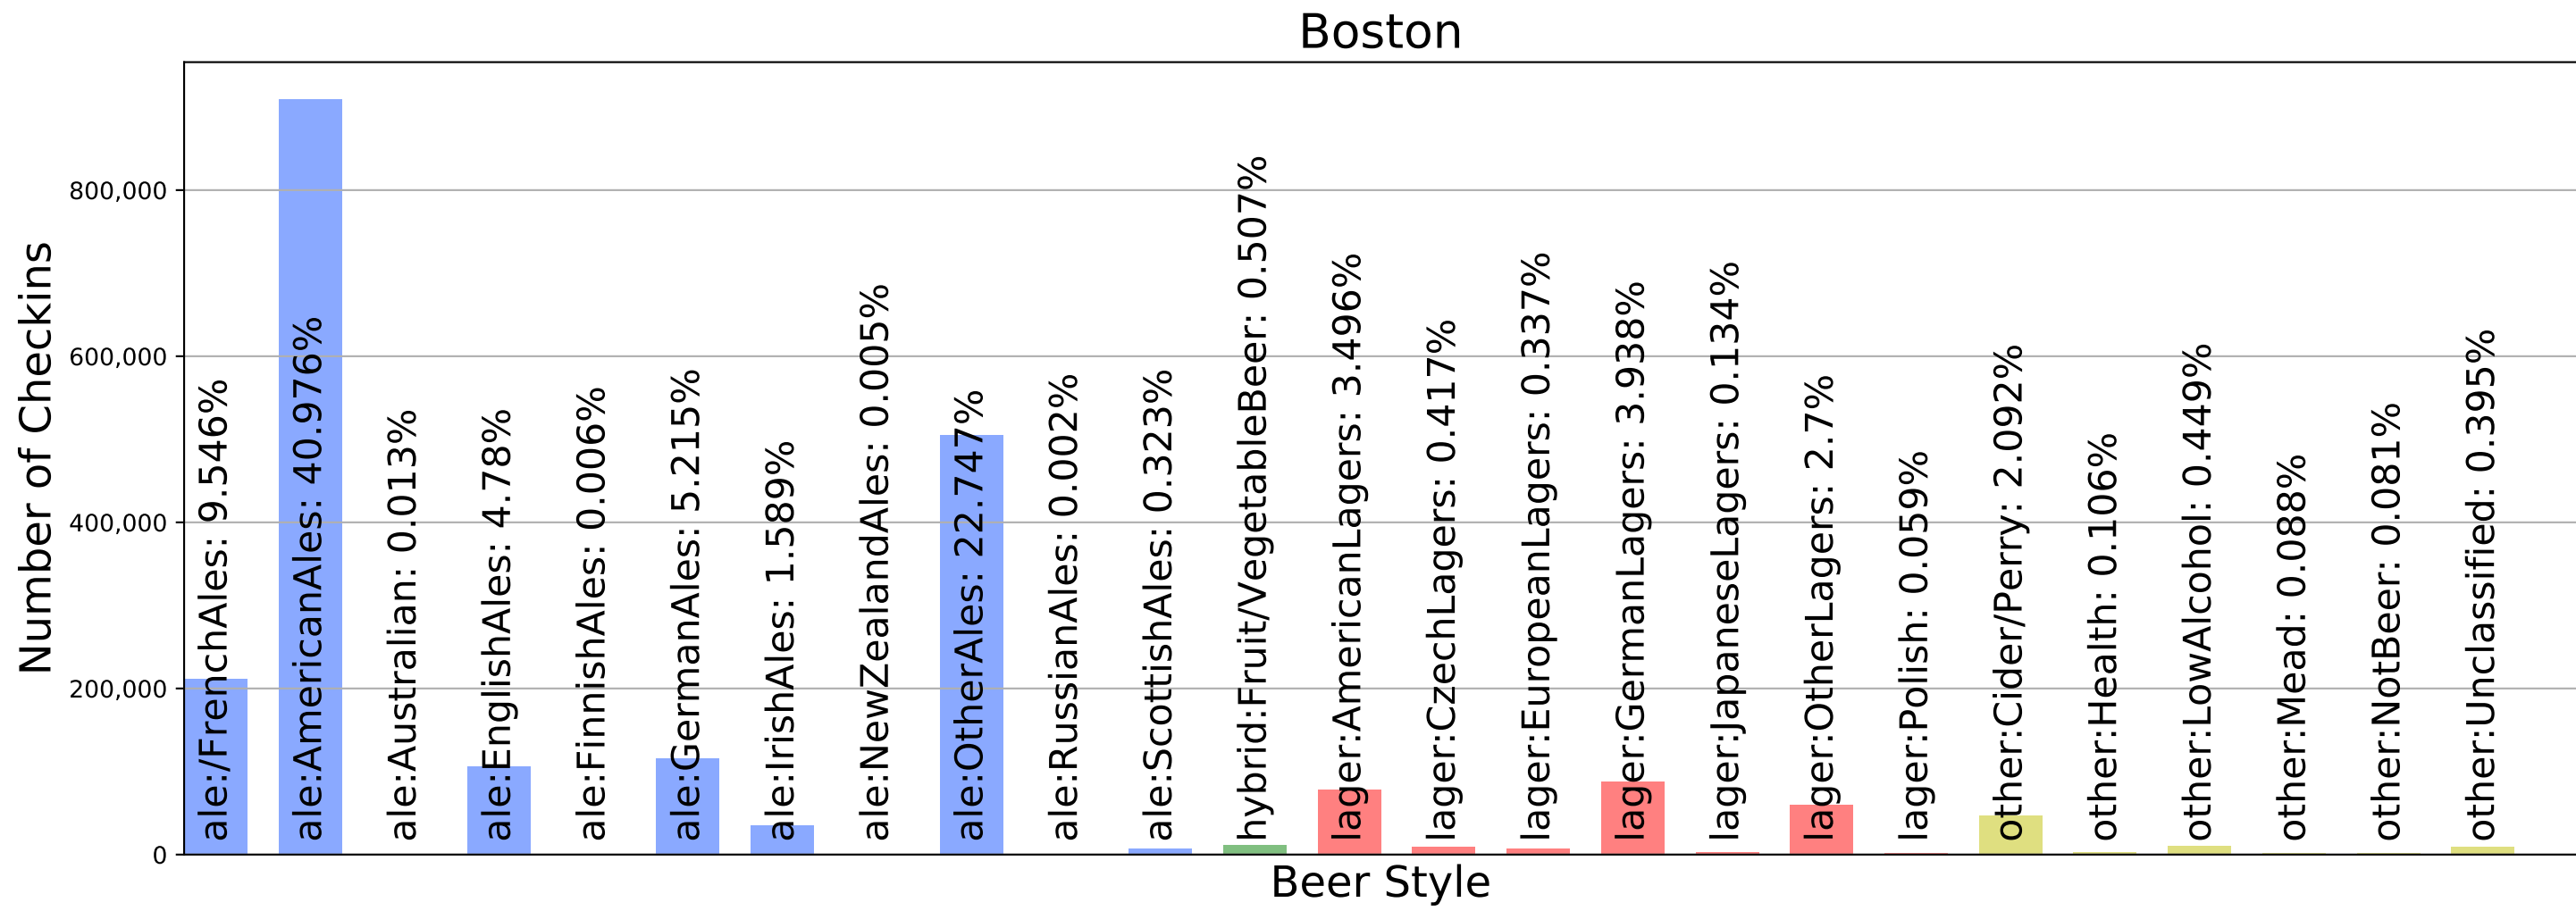 Boston
Number of Checkins
800,000
600,000
400,000
200,000
0
ale:/FrenchAles: 9.546%
ale:AmericanAles: 40.976%
ale:Australian: 0.013%
ale:EnglishAles: 4.78%
ale:FinnishAles: 0.006%
ale:GermanAles: 5.215%
ale:IrishAles: 1.589%
ale:NewZealandAles: 0.005%
ale:OtherAles: 22.747%
ale:RussianAles: 0.002%
ale:ScottishAles: 0.323%
hybrid:Fruit/VegetableBeer: 0.507%
lager:AmericanLagers: 3.496%
lager:CzechLagers: 0.417%
lager:EuropeanLagers: 0.337%
lager:GermanLagers: 3.938%
lager:JapaneseLagers: 0.134%
lager:OtherLagers: 2.7%
lager:Polish: 0.059%
other:Cider/Perry: 2.092%
other:Health: 0.106%
other:LowAlcohol: 0.449%
other:Mead: 0.088%
other:NotBeer: 0.081%
other:Unclassified: 0.395%
Beer Style